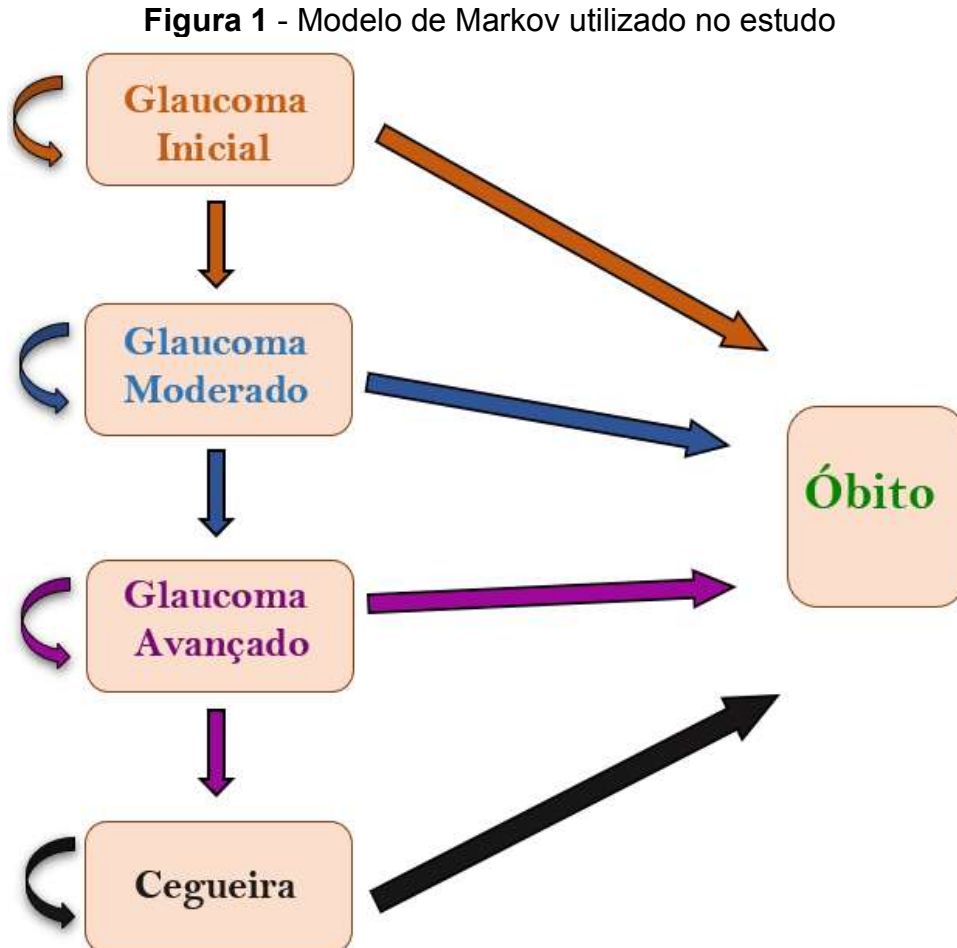 Figura 1 - Modelo de Markov utilizado no estudo
Glaucoma
Inicial
Glaucoma
Moderado
Óbito
Glaucoma
Avançado
Cegueira